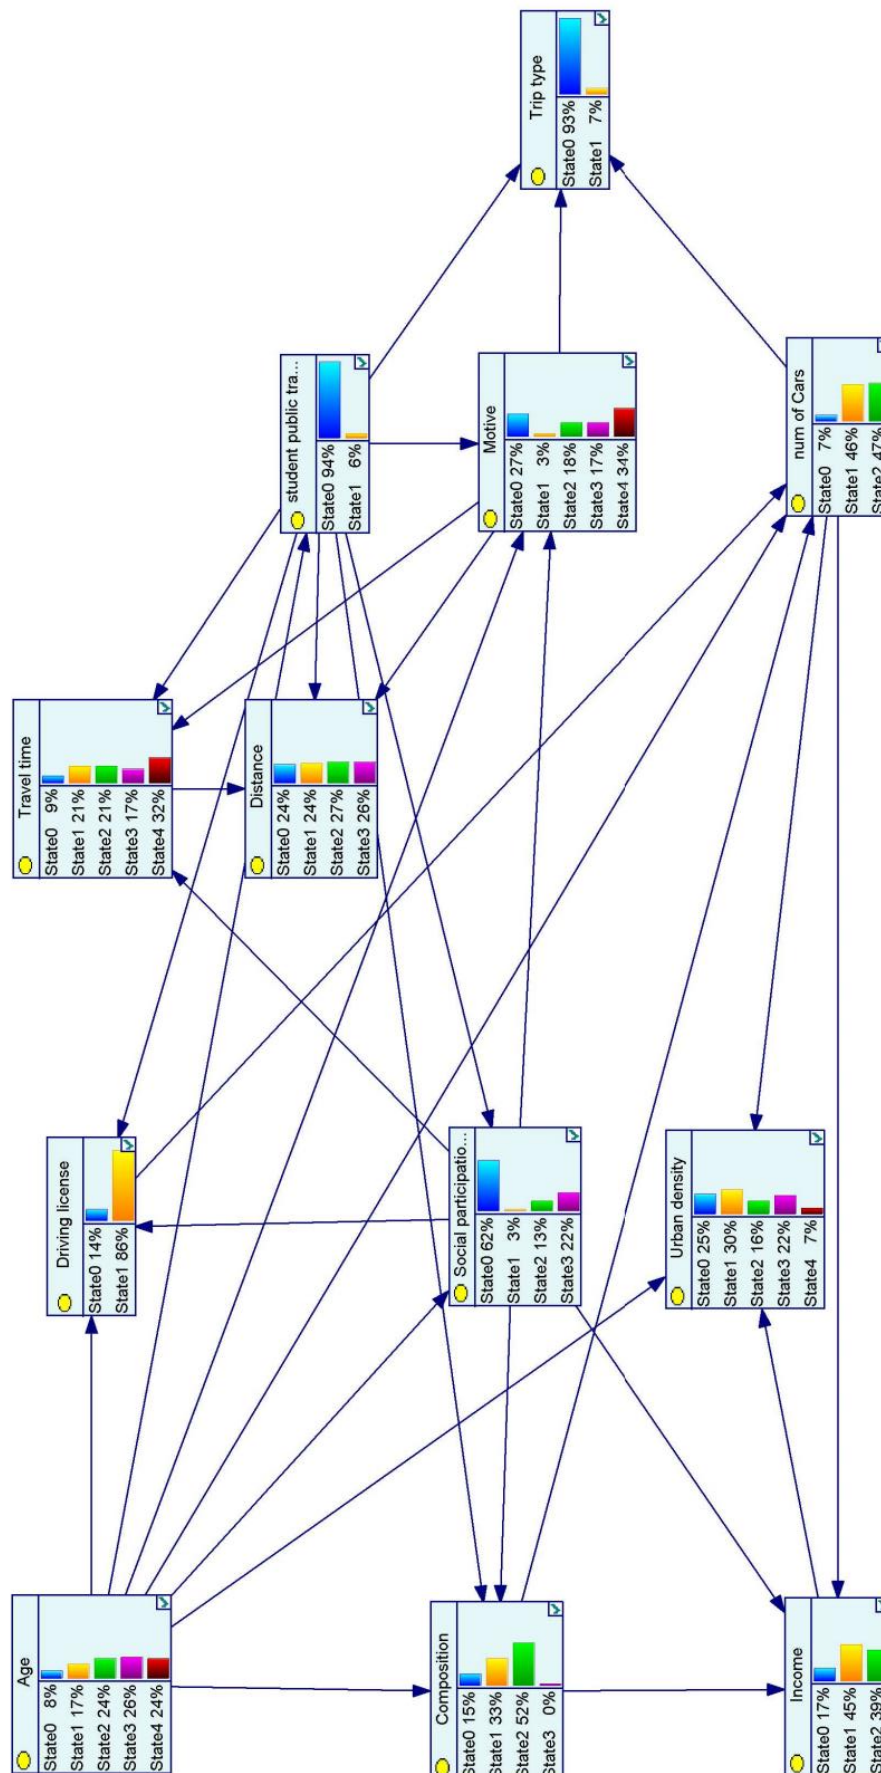 Trip type
State0 93%
State1 7%
student public tra...
State0 94%
State1 6%
Motive
State0 27%
State1 3%
State2 18%
State3 17%
State4 34%
num of Cars
State0 7%
State1 46%
State2 47%
Travel time
State0 9%
State1 21%
State2 21%
State3 17%
State4 32%
Distance
State0 24%
State1 24%
State2 27%
State3 26%
Driving license
State0 14%
State1 86%
Social participatio...
State0 62%
State1 3%
State2 13%
State3 22%
Urban density
State0 25%
State1 30%
State2 16%
State3 22%
State4 7%
Age
State0 8%
State1 17%
State2 24%
State3 26%
State4 24%
Composition
State0 15%
State1 33%
State2 52%
State3 0%
Income
State0 17%
State1 45%
State2 39%